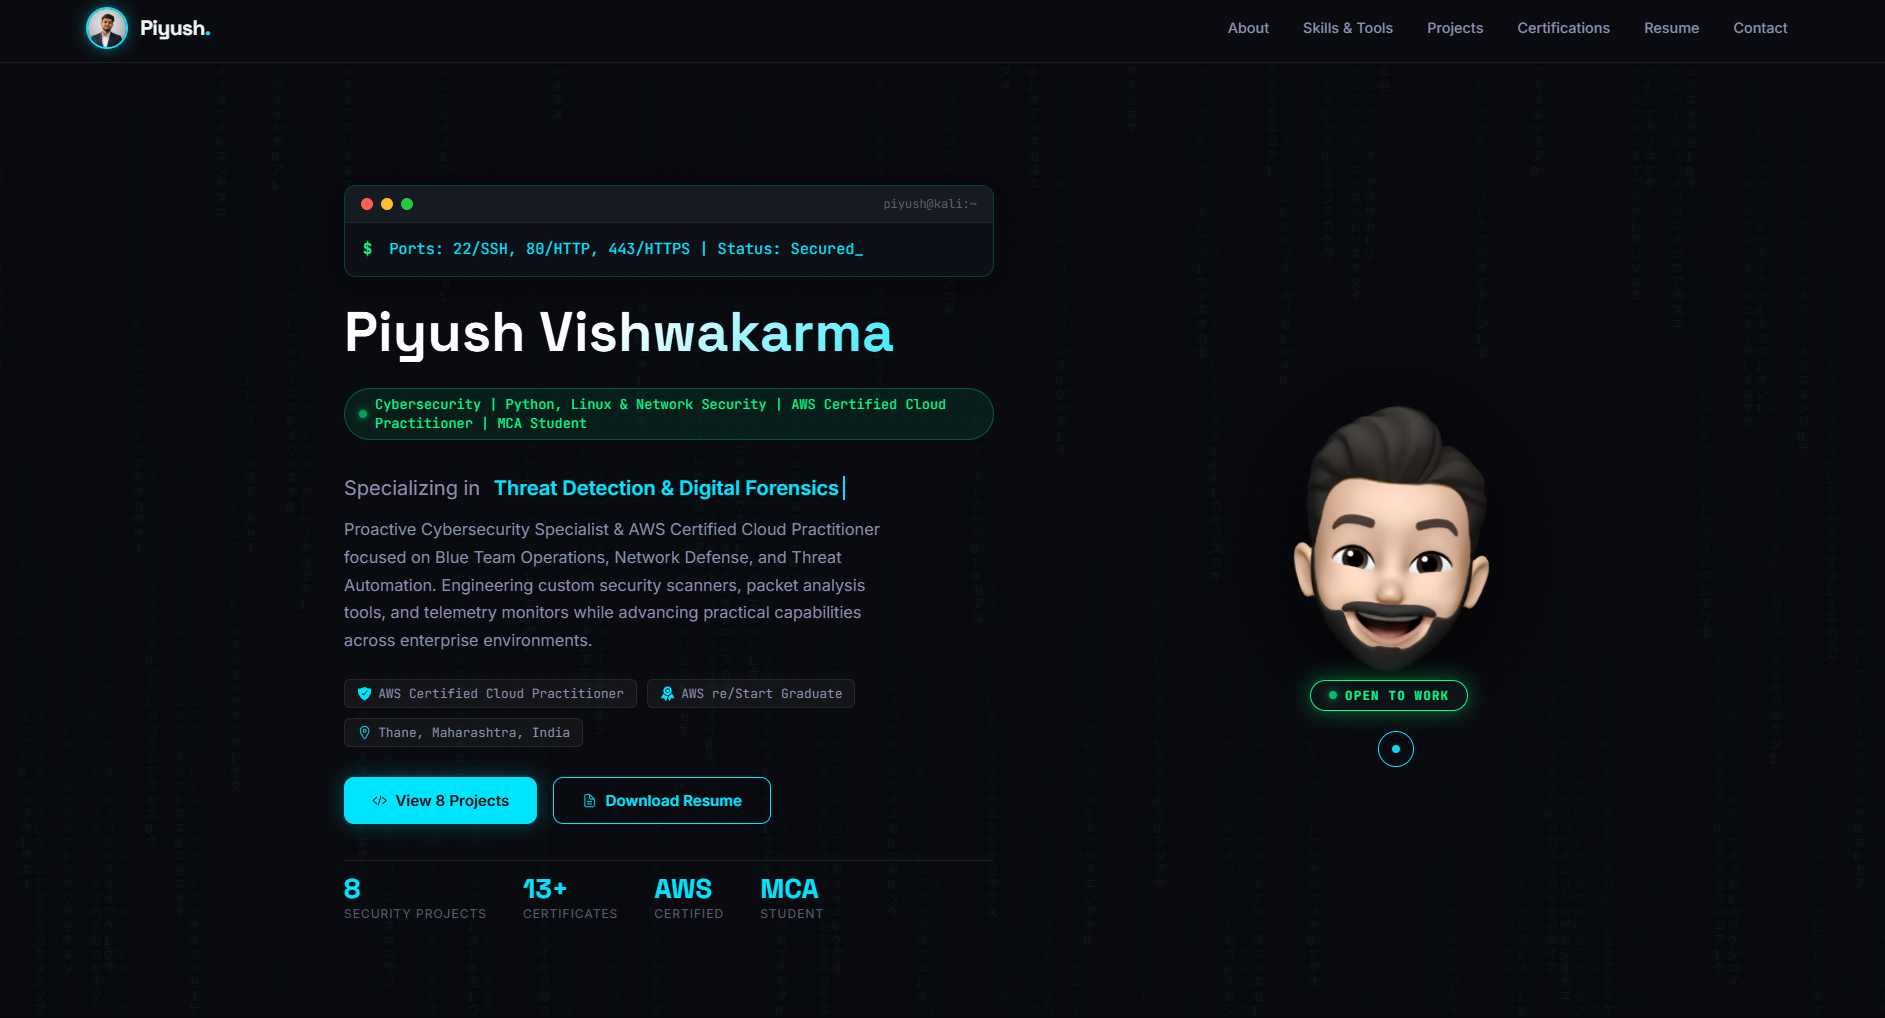 Piyush.
About
Skills & Tools
Projects
Certifications
Resume
Contact
piyush@kali:~
$ Ports: 22/SSH, 80/HTTP, 443/HTTPS | Status: Secured_
Piyush Vishwakarma
Cybersecurity | Python, Linux & Network Security | AWS Certified Cloud
Practitioner | MCA Student
Specializing in Threat Detection & Digital Forensics
Proactive Cybersecurity Specialist & AWS Certified Cloud Practitioner
focused on Blue Team Operations, Network Defense, and Threat
Automation. Engineering custom security scanners, packet analysis
tools, and telemetry monitors while advancing practical capabilities
across enterprise environments.
AWS Certified Cloud Practitioner
AWS re/Start Graduate
Thane, Maharashtra, India
</> View 8 Projects
Download Resume
OPEN TO WORK
8
SECURITY PROJECTS
13+
CERTIFICATES
AWS
CERTIFIED
MCA
STUDENT